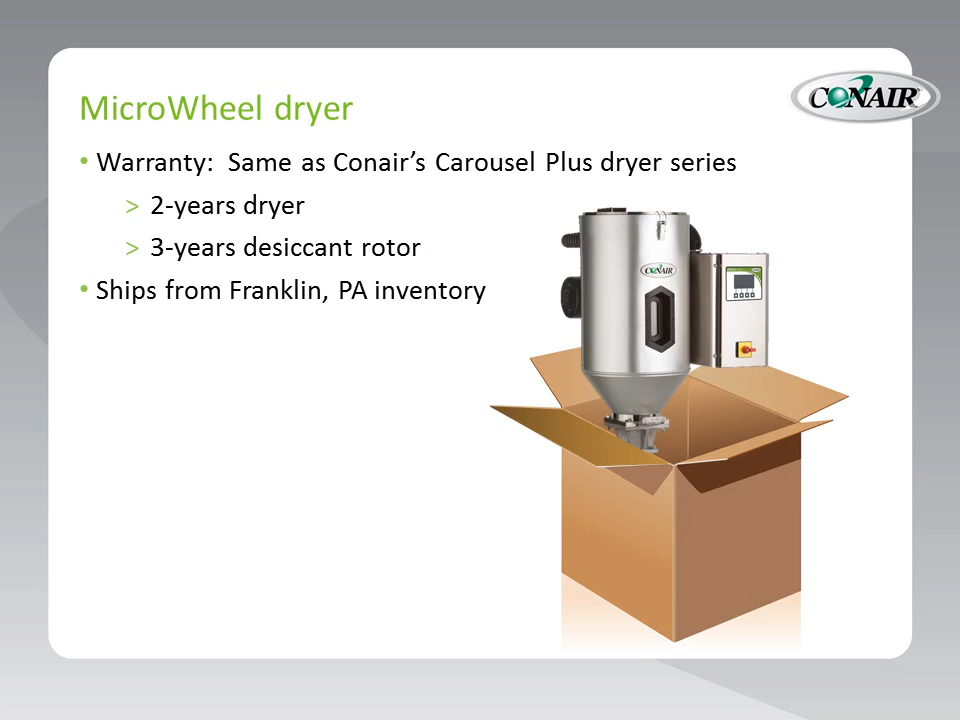 MicroWheel dryer
CONAIR
• Warranty:  Same as Conair’s Carousel Plus dryer series
> 2-years dryer
> 3-years desiccant rotor
• Ships from Franklin, PA inventory
CONAIR